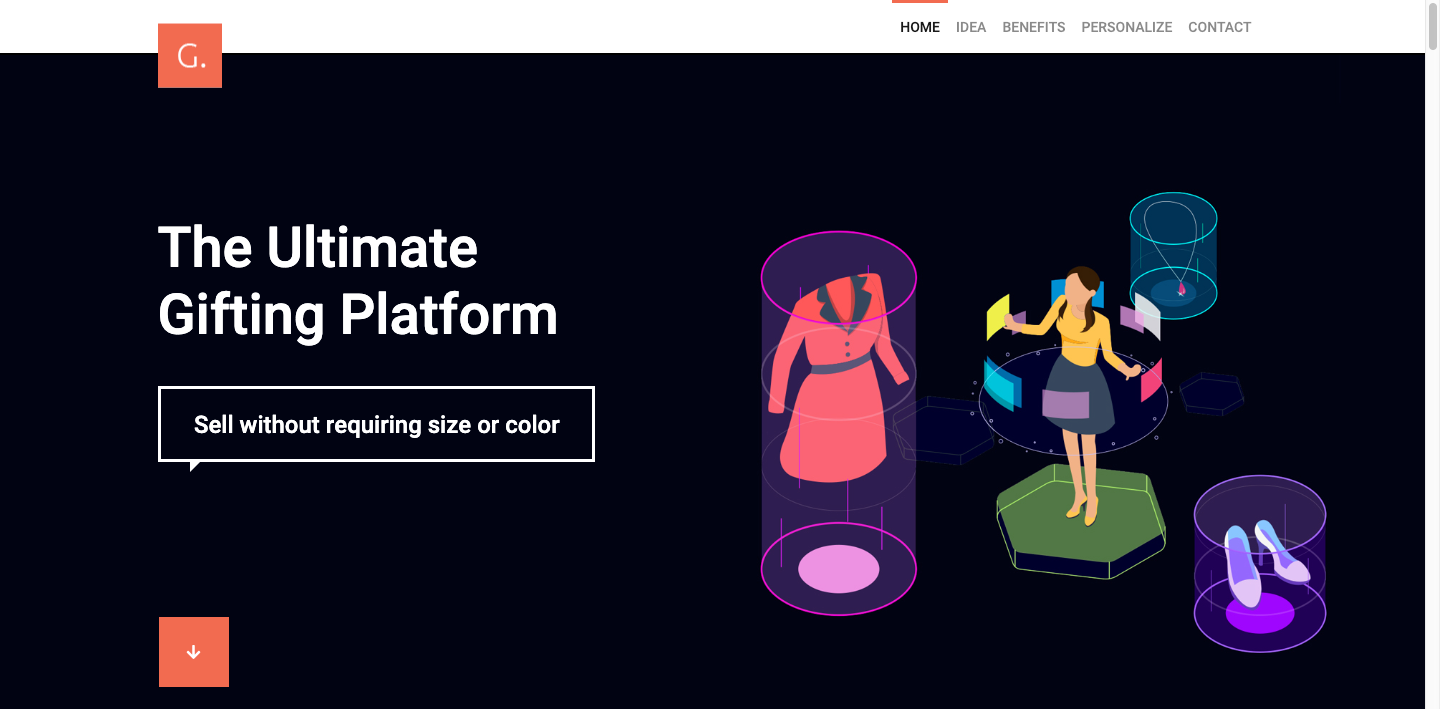 G.
HOME IDEA BENEFITS PERSONALIZE CONTACT
The Ultimate
Gifting Platform
Sell without requiring size or color